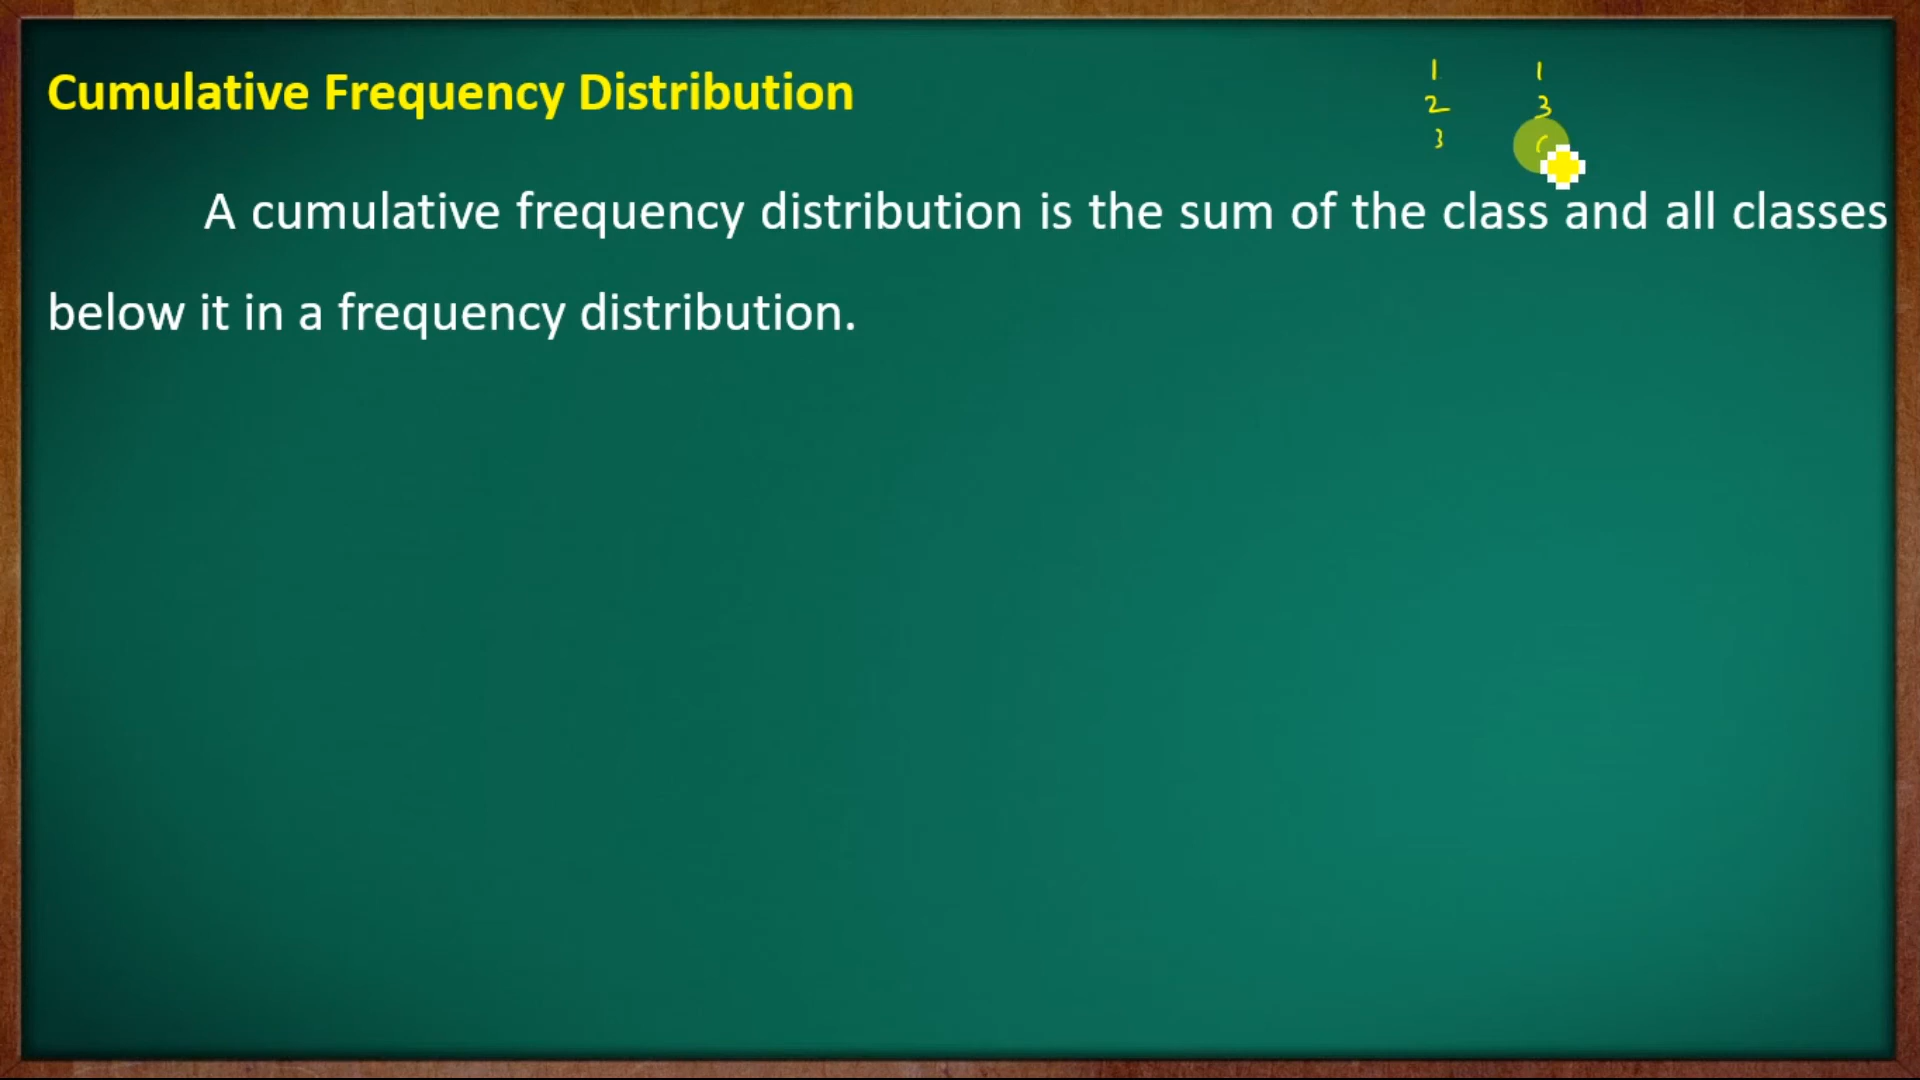 Cumulative Frequency Distribution
1 1
2 3
3
A cumulative frequency distribution is the sum of the class and all classes
below it in a frequency distribution.